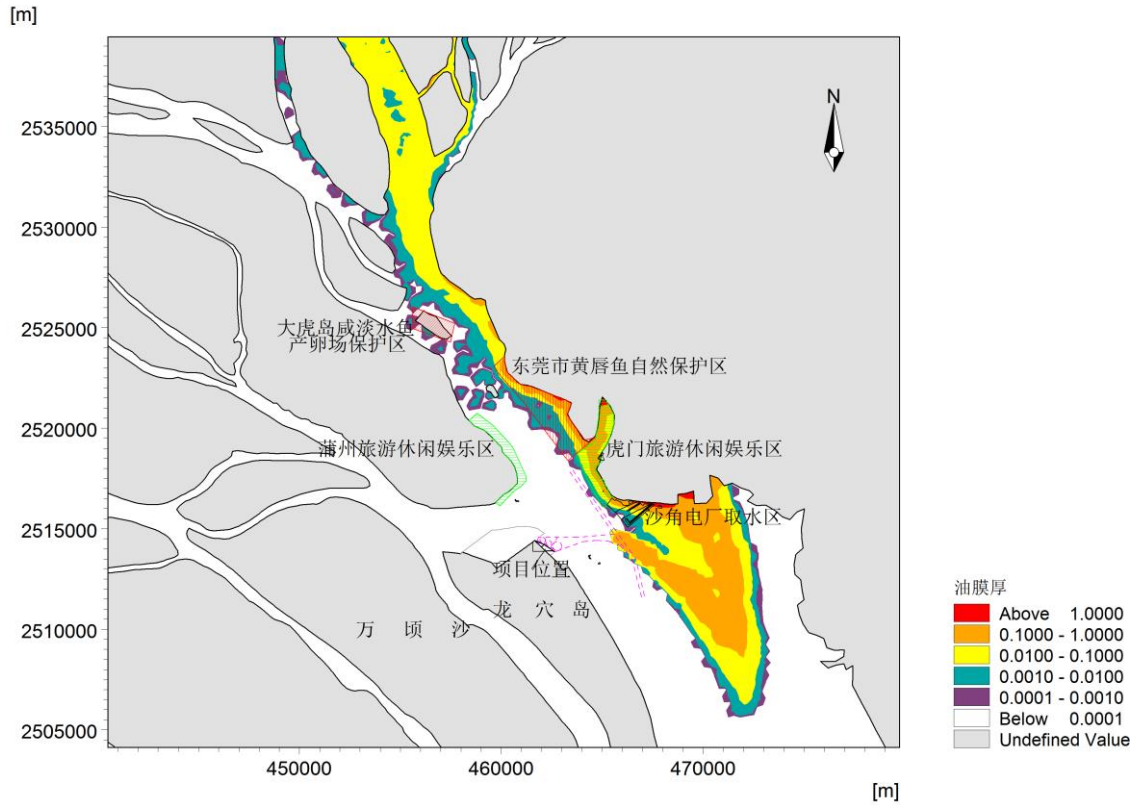 [m]
N
2535000
2530000
2525000
2520000
2515000
2510000
2505000
大虎岛咸淡水鱼
产卵场保护区
东莞市黄唇鱼自然保护区
蒲州旅游休闲娱乐区
虎门旅游休闲娱乐区
沙角电厂取水区
项目位置
龙 穴 岛
万 顷 沙
450000
460000
470000
[m]
油膜厚
Above 1.0000
0.1000 - 1.0000
0.0100 - 0.1000
0.0010 - 0.0100
0.0001 - 0.0010
Below 0.0001
Undefined Value